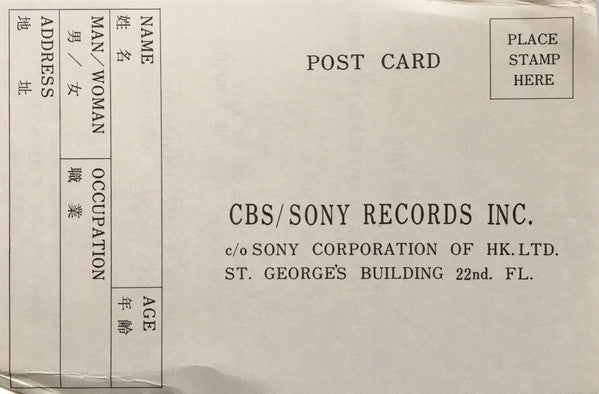 POST CARD
PLACE
STAMP
HERE
CBS/SONY RECORDS INC.
c/o SONY CORPORATION OF HK.LTD.
ST. GEORGE'S BUILDING 22nd. FL.
NAME
姓名
AGE
年齡
MAN/WOMAN
男/女
OCCUPATION
職業
ADDRESS
地址